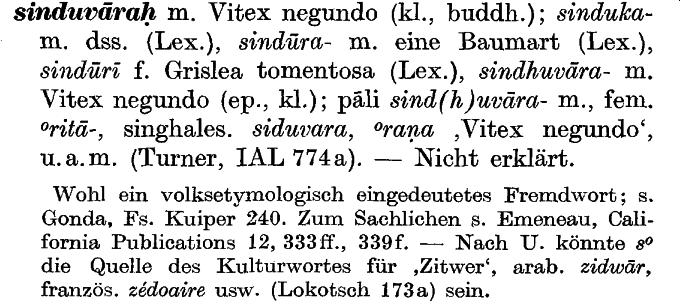 sinduvāraḥ m. Vitex negundo (kl., buddh.); sinduka-
m. dss. (Lex.), sindūra- m. eine Baumart (Lex.),
sindūrī f. Grislea tomentosa (Lex.), sindhuvāra- m.
Vitex negundo (ep., kl.); pāli sind(h)uvāra- m., fem.
°ritā-, singhales. siduvara, °raṇa ‚Vitex negundo‘,
u. a. m. (Turner, IAL 774a). — Nicht erklärt.
Wohl ein volksetymologisch eingedeutetes Fremdwort; s.
Gonda, Fs. Kuiper 240. Zum Sachlichen s. Emeneau, Cali-
fornia Publications 12, 333ff., 339f. — Nach U. könnte s°
die Quelle des Kulturwortes für ‚Zitwer‘, arab. zidwār,
französ. zédoaire usw. (Lokotsch 173a) sein.